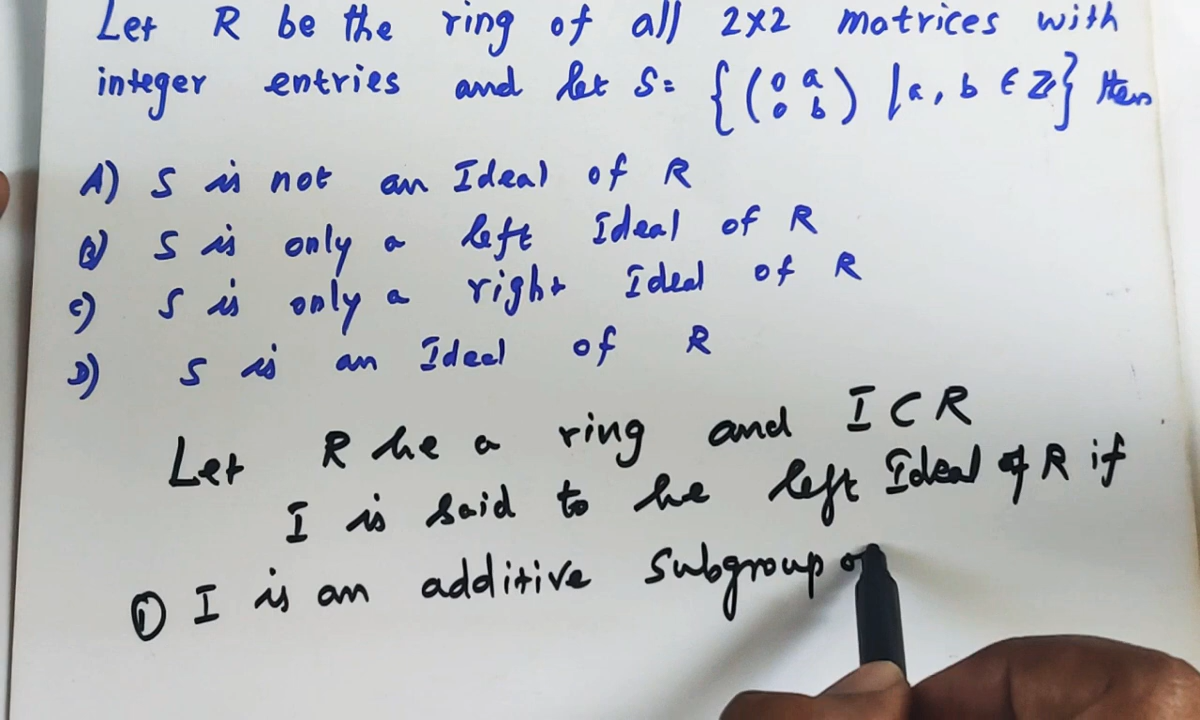 Let R be the ring of all 2x2 matrices with
integer entries and let S = { ( 0 a 0 b ) | a, b ∈ Z } then
A) S is not an Ideal of R
B) S is only a left Ideal of R
C) S is only a right Ideal of R
D) S is an Ideal of R
Let R be a ring and I ⊂ R
I is said to be left Ideal of R if
① I is an additive Subgroup o